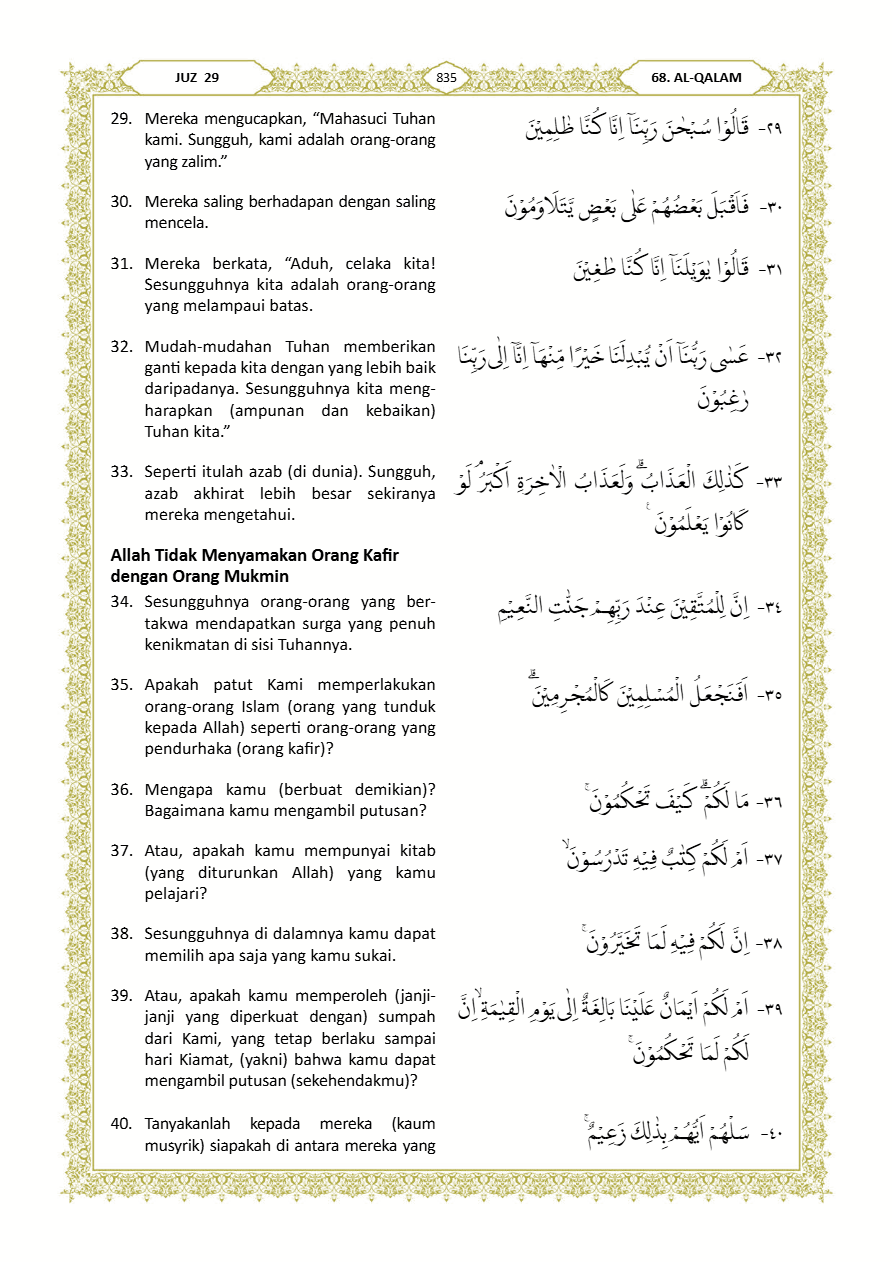 JUZ 29
835
68. AL-QALAM
29. Mereka mengucapkan, “Mahasuci Tuhan
kami. Sungguh, kami adalah orang-orang
yang zalim.”
٢٩- قَالُوْا سُبْحٰنَ رَبِّنَآ اِنَّا كُنَّا ظٰلِمِيْنَ
30. Mereka saling berhadapan dengan saling
mencela.
٣٠- فَاَقْبَلَ بَعْضُهُمْ عَلٰى بَعْضٍ يَّتَلَاوَمُوْنَ
31. Mereka berkata, “Aduh, celaka kita!
Sesungguhnya kita adalah orang-orang
yang melampaui batas.
٣١- قَالُوْا يٰوَيْلَنَآ اِنَّا كُنَّا طٰغِيْنَ
32. Mudah-mudahan Tuhan memberikan
ganti kepada kita dengan yang lebih baik
daripadanya. Sesungguhnya kita meng-
harapkan (ampunan dan kebaikan)
Tuhan kita.”
٣٢- عَسٰى رَبُّنَآ اَنْ يُّبْدِلَنَا خَيْرًا مِّنْهَآ اِنَّآ اِلٰى رَبِّنَا
رٰغِبُوْنَ
33. Seperti itulah azab (di dunia). Sungguh,
azab akhirat lebih besar sekiranya
mereka mengetahui.
٣٣- كَذٰلِكَ الْعَذَابُۗ وَلَعَذَابُ الْاٰخِرَةِ اَكْبَرُۘ لَوْ
كَانُوْا يَعْلَمُوْنَ ࣖ
Allah Tidak Menyamakan Orang Kafir
dengan Orang Mukmin
34. Sesungguhnya orang-orang yang ber-
takwa mendapatkan surga yang penuh
kenikmatan di sisi Tuhannya.
٣٤- اِنَّ لِلْمُتَّقِيْنَ عِنْدَ رَبِّهِمْ جَنّٰتِ النَّعِيْمِ
35. Apakah patut Kami memperlakukan
orang-orang Islam (orang yang tunduk
kepada Allah) seperti orang-orang yang
pendurhaka (orang kafir)?
٣٥- اَفَنَجْعَلُ الْمُسْلِمِيْنَ كَالْمُجْرِمِيْنَۗ
36. Mengapa kamu (berbuat demikian)?
Bagaimana kamu mengambil putusan?
٣٦- مَا لَكُمْۗ كَيْفَ تَحْكُمُوْنَۚ
37. Atau, apakah kamu mempunyai kitab
(yang diturunkan Allah) yang kamu
pelajari?
٣٧- اَمْ لَكُمْ كِتٰبٌ فِيْهِ تَدْرُسُوْنَۙ
38. Sesungguhnya di dalamnya kamu dapat
memilih apa saja yang kamu sukai.
٣٨- اِنَّ لَكُمْ فِيْهِ لَمَا تَخَيَّرُوْنَۚ
39. Atau, apakah kamu memperoleh (janji-
janji yang diperkuat dengan) sumpah
dari Kami, yang tetap berlaku sampai
hari Kiamat, (yakni) bahwa kamu dapat
mengambil putusan (sekehendakmu)?
٣٩- اَمْ لَكُمْ اَيْمَانٌ عَلَيْنَا بَالِغَةٌ اِلٰى يَوْمِ الْقِيٰمَةِۙ اِنَّ
لَكُمْ لَمَا تَحْكُمُوْنَۚ
40. Tanyakanlah kepada mereka (kaum
musyrik) siapakah di antara mereka yang
٤٠- سَلْهُمْ اَيُّهُمْ بِذٰلِكَ زَعِيْمٌۚ